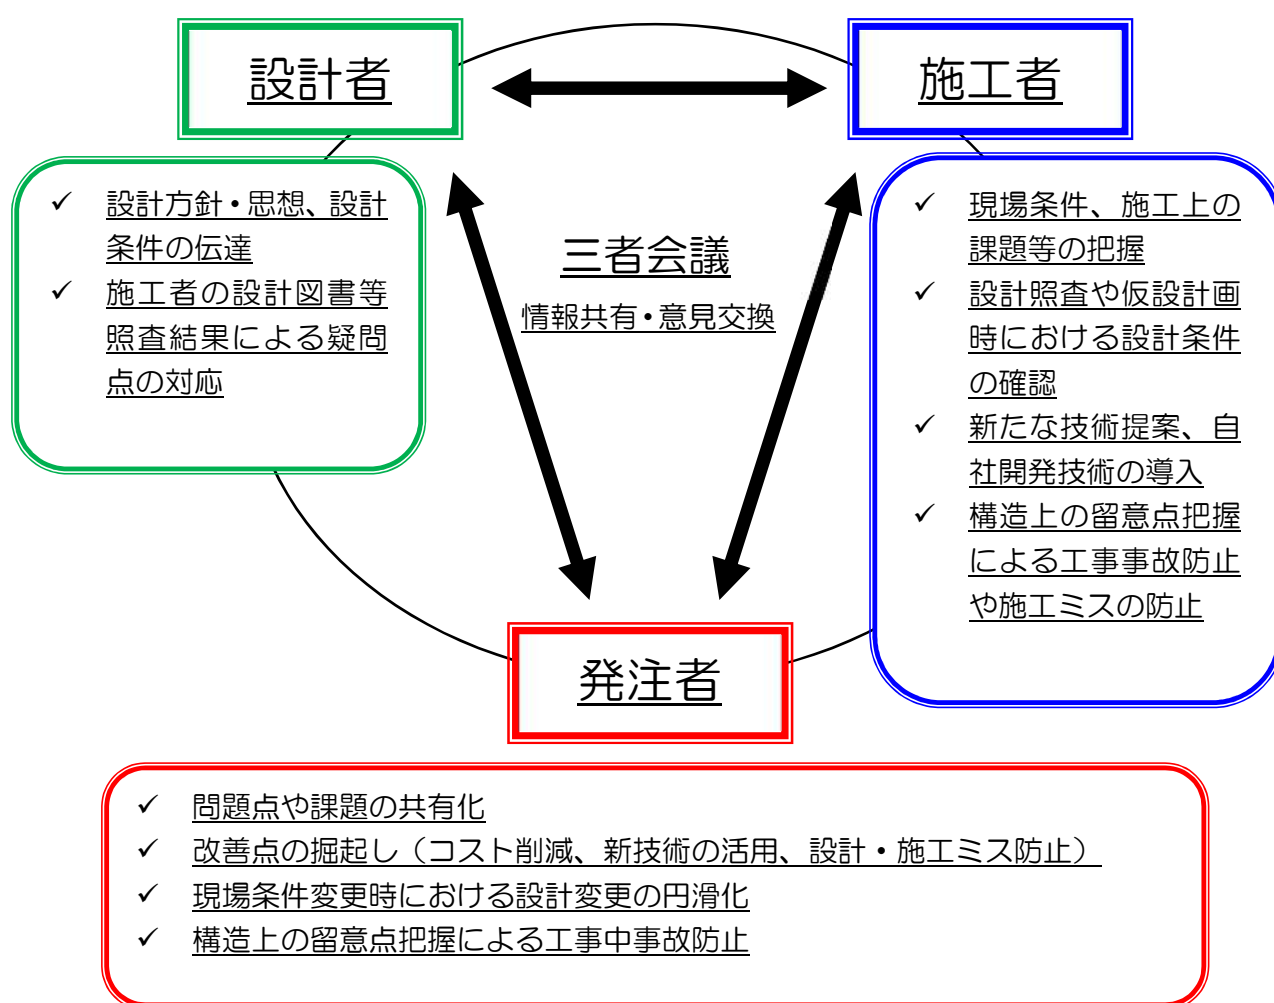 設計者
施工者
三者会議
情報共有・意見交換
✓ 設計方針・思想、設計
条件の伝達
✓ 施工者の設計図書等
照査結果による疑問
点の対応
✓ 現場条件、施工上の
課題等の把握
✓ 設計照査や仮設計画
時における設計条件
の確認
✓ 新たな技術提案、自
社開発技術の導入
✓ 構造上の留意点把握
による工事事故防止
や施工ミスの防止
発注者
✓ 問題点や課題の共有化
✓ 改善点の掘起し（コスト削減、新技術の活用、設計・施工ミス防止）
✓ 現場条件変更時における設計変更の円滑化
✓ 構造上の留意点把握による工事中事故防止